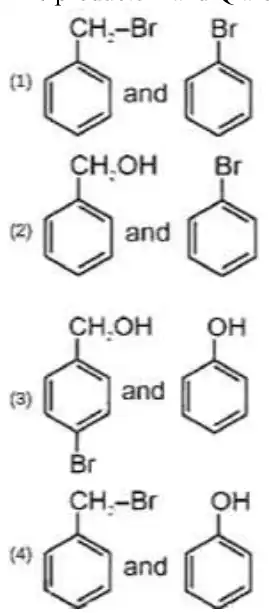 CH₂–Br Br
(1) and
CH₂OH Br
(2) and
CH₂OH OH
(3) and
Br
CH₂–Br OH
(4) and